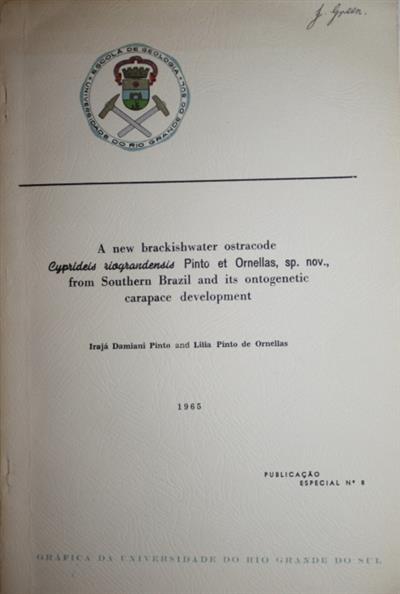 J. Green.
ESCOLA DE GEOLOGIA
UNIVERSIDADE DO RIO GRANDE DO SUL
A new brackishwater ostracode
Cyprideis riograndensis Pinto et Ornellas, sp. nov.,
from Southern Brazil and its ontogenetic
carapace development
Irajá Damiani Pinto and Lilia Pinto de Ornellas
1965
PUBLICAÇÃO
ESPECIAL Nº 8
GRÁFICA DA UNIVERSIDADE DO RIO GRANDE DO SUL